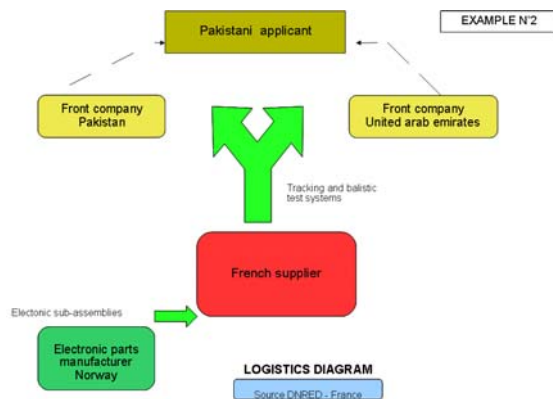 EXAMPLE N°2
Pakistani applicant
Front company
Pakistan
Front company
United arab emirates
Tracking and balistic
test systems
French supplier
Electonic sub-assemblies
Electronic parts
manufacturer
Norway
LOGISTICS DIAGRAM
Source DNRED - France